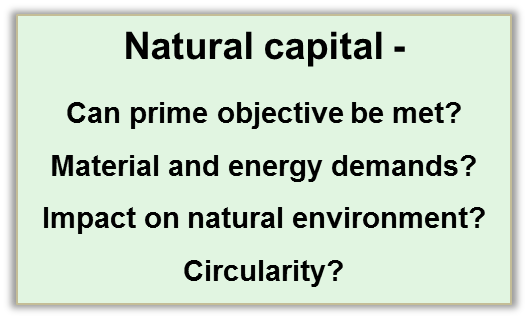 Natural capital -
Can prime objective be met?
Material and energy demands?
Impact on natural environment?
Circularity?